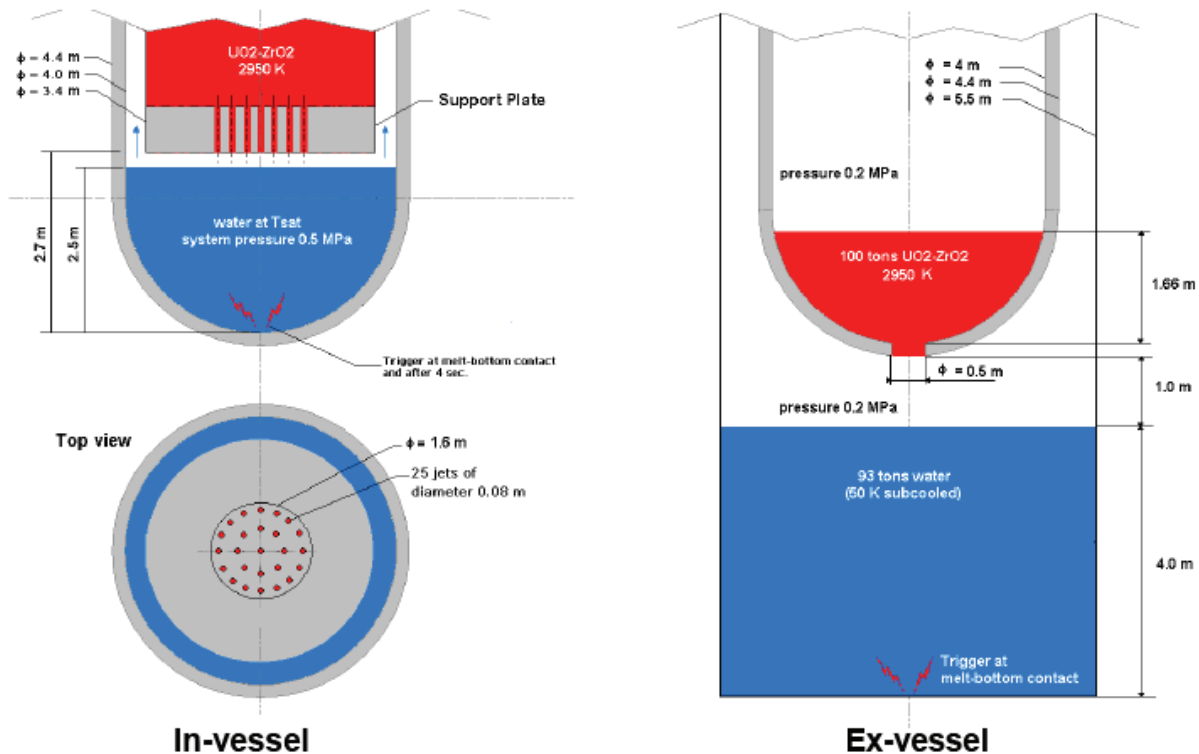 ϕ – 4.4 m
ϕ – 4.0 m
ϕ – 3.4 m
UO2-ZrO2
2950 K
Support Plate
2.7 m
2.5 m
water at Tsat
system pressure 0.5 MPa
Trigger at melt-bottom contact
and after 4 sec.
Top view
ϕ = 1.6 m
25 jets of
diameter 0.08 m
In-vessel
ϕ = 4 m
ϕ = 4.4 m
ϕ = 5.5 m
pressure 0.2 MPa
100 tons UO2-ZrO2
2950 K
1.66 m
ϕ = 0.5 m
1.0 m
pressure 0.2 MPa
93 tons water
(50 K subcooled)
4.0 m
Trigger at
melt-bottom contact
Ex-vessel